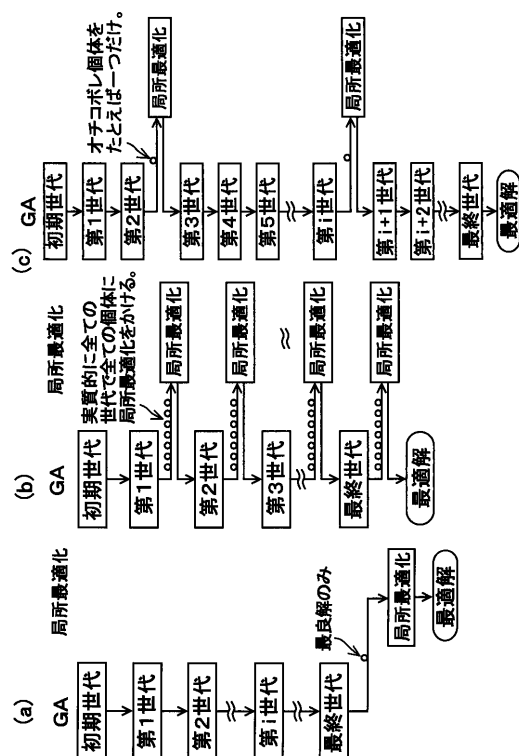 (a)
GA
局所最適化
初期世代
第1世代
第2世代
第i世代
最終世代
最良解のみ
局所最適化
最適解
(b)
GA
局所最適化
初期世代
実質的に全ての
世代で全ての個体に
局所最適化をかける。
第1世代
局所最適化
第2世代
局所最適化
第3世代
局所最適化
最終世代
局所最適化
最適解
(c)
GA
初期世代
第1世代
オチコボレ個体を
たとえば一つだけ。
第2世代
局所最適化
第3世代
第4世代
第5世代
第i世代
局所最適化
第i+1世代
第i+2世代
最終世代
最適解